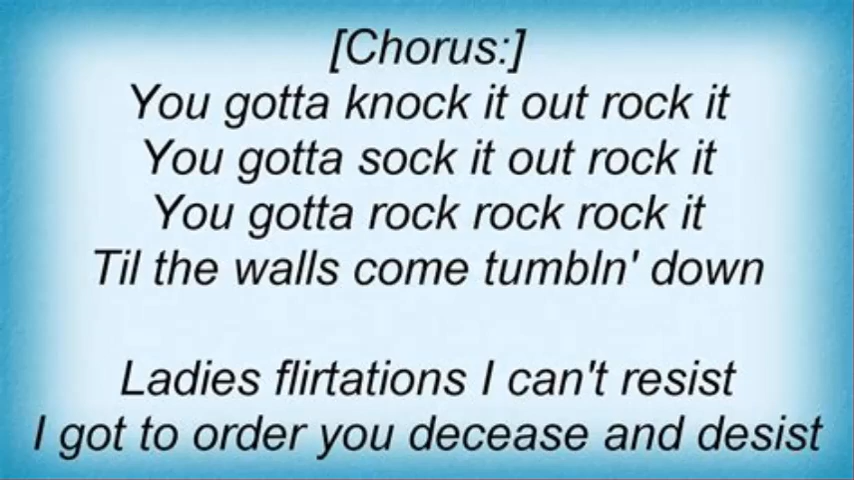 [Chorus:]
You gotta knock it out rock it
You gotta sock it out rock it
You gotta rock rock rock it
Til the walls come tumbln' down
Ladies flirtations I can't resist
I got to order you decease and desist